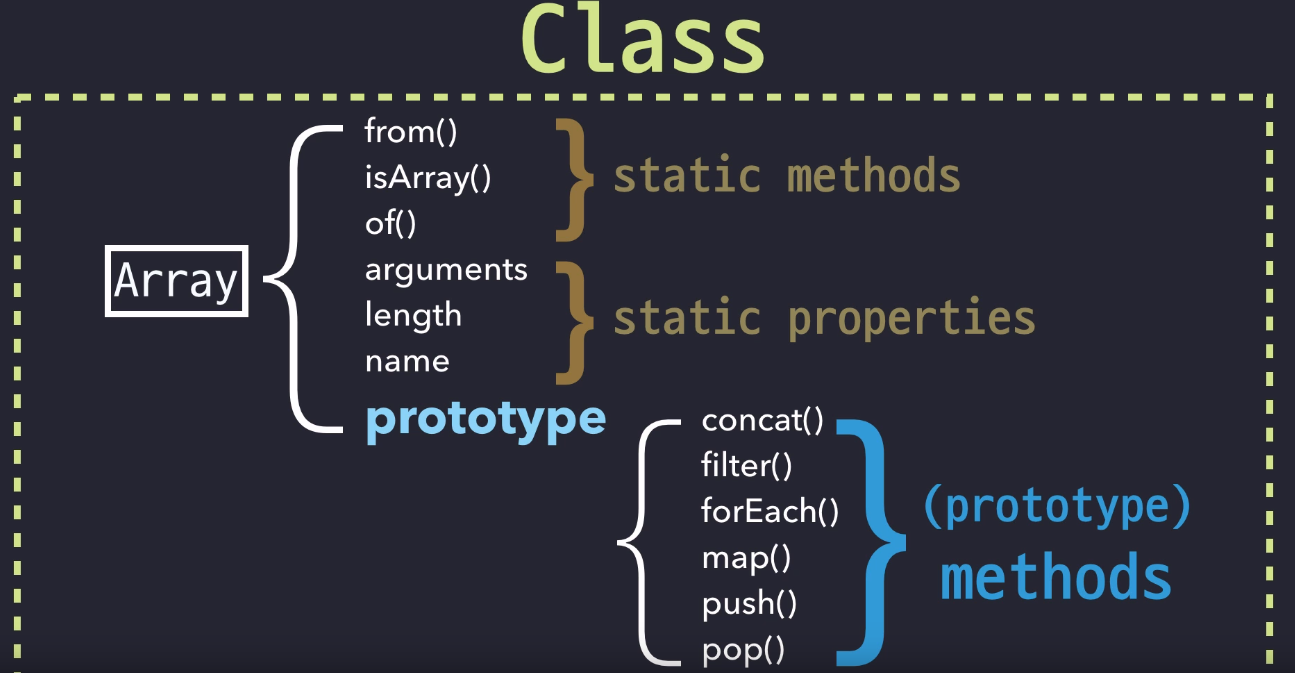 Class
from()
isArray()
of()
static methods
Array
arguments
length
name
static properties
prototype
concat()
filter()
forEach()
map()
push()
pop()
(prototype)
methods